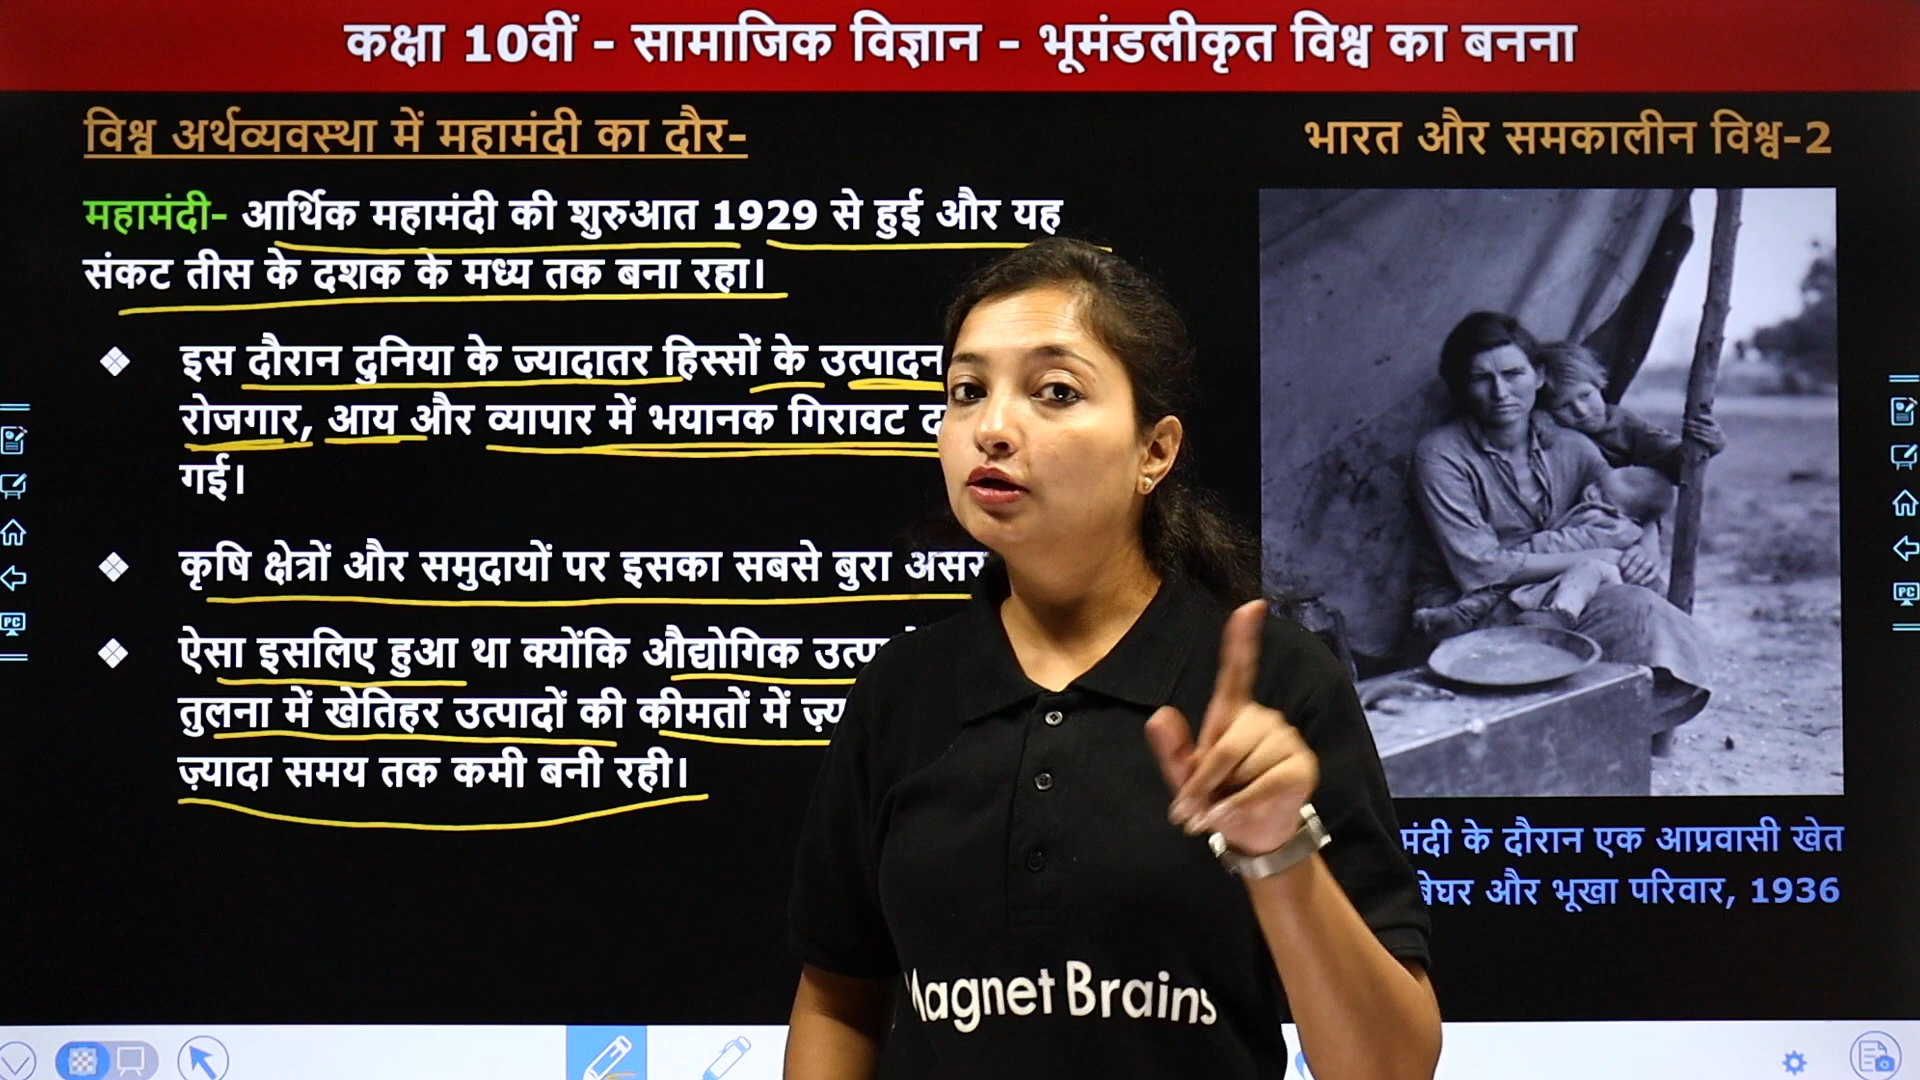 कक्षा 10वीं - सामाजिक विज्ञान - भूमंडलीकृत विश्व का बनना
विश्व अर्थव्यवस्था में महामंदी का दौर-
भारत और समकालीन विश्व-2
महामंदी- आर्थिक महामंदी की शुरुआत 1929 से हुई और यह
संकट तीस के दशक के मध्य तक बना रहा।
❖ इस दौरान दुनिया के ज्यादातर हिस्सों के उत्पादन
रोजगार, आय और व्यापार में भयानक गिरावट
गई।
❖ कृषि क्षेत्रों और समुदायों पर इसका सबसे बुरा असर
❖ ऐसा इसलिए हुआ था क्योंकि औद्योगिक
तुलना में खेतिहर उत्पादों की कीमतों में
ज़्यादा समय तक कमी बनी रही।
मंदी के दौरान एक आप्रवासी खेत
बेघर और भूखा परिवार, 1936
Magnet Brains
PC
PC